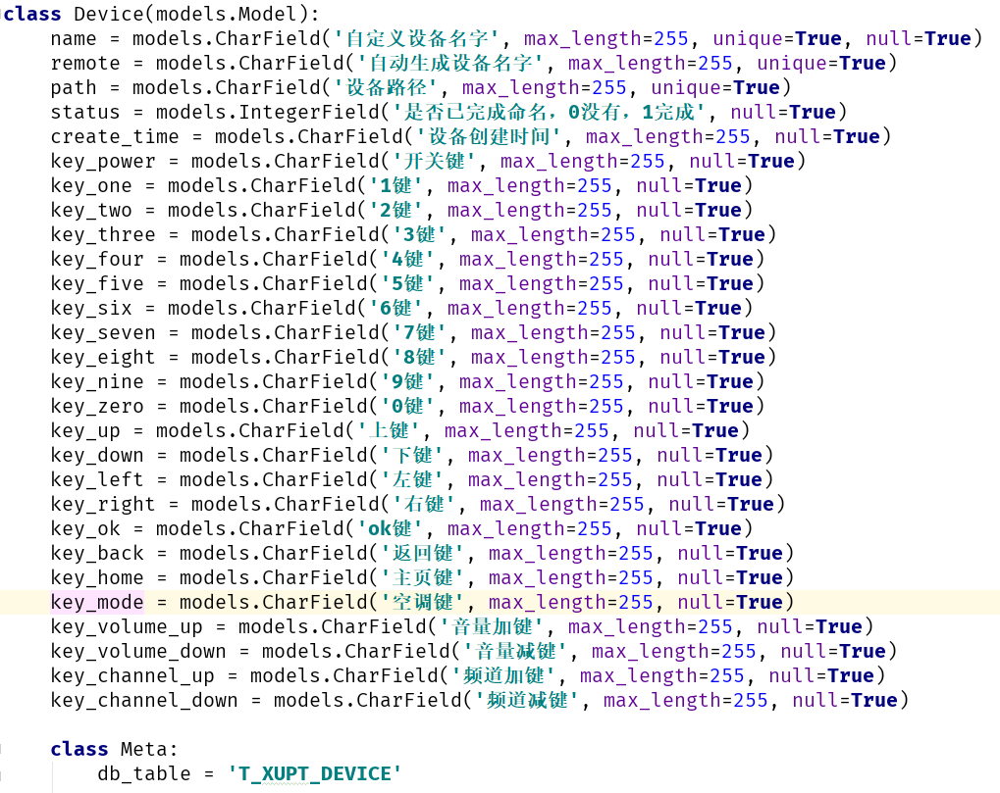 class Device(models.Model):
    name = models.CharField('自定义设备名字', max_length=255, unique=True, null=True)
    remote = models.CharField('自动生成设备名字', max_length=255, unique=True)
    path = models.CharField('设备路径', max_length=255, unique=True)
    status = models.IntegerField('是否已完成命名，0没有，1完成', null=True)
    create_time = models.CharField('设备创建时间', max_length=255, null=True)
    key_power = models.CharField('开关键', max_length=255, null=True)
    key_one = models.CharField('1键', max_length=255, null=True)
    key_two = models.CharField('2键', max_length=255, null=True)
    key_three = models.CharField('3键', max_length=255, null=True)
    key_four = models.CharField('4键', max_length=255, null=True)
    key_five = models.CharField('5键', max_length=255, null=True)
    key_six = models.CharField('6键', max_length=255, null=True)
    key_seven = models.CharField('7键', max_length=255, null=True)
    key_eight = models.CharField('8键', max_length=255, null=True)
    key_nine = models.CharField('9键', max_length=255, null=True)
    key_zero = models.CharField('0键', max_length=255, null=True)
    key_up = models.CharField('上键', max_length=255, null=True)
    key_down = models.CharField('下键', max_length=255, null=True)
    key_left = models.CharField('左键', max_length=255, null=True)
    key_right = models.CharField('右键', max_length=255, null=True)
    key_ok = models.CharField('ok键', max_length=255, null=True)
    key_back = models.CharField('返回键', max_length=255, null=True)
    key_home = models.CharField('主页键', max_length=255, null=True)
    key_mode = models.CharField('空调键', max_length=255, null=True)
    key_volume_up = models.CharField('音量加键', max_length=255, null=True)
    key_volume_down = models.CharField('音量减键', max_length=255, null=True)
    key_channel_up = models.CharField('频道加键', max_length=255, null=True)
    key_channel_down = models.CharField('频道减键', max_length=255, null=True)
    class Meta:
        db_table = 'T_XUPT_DEVICE'